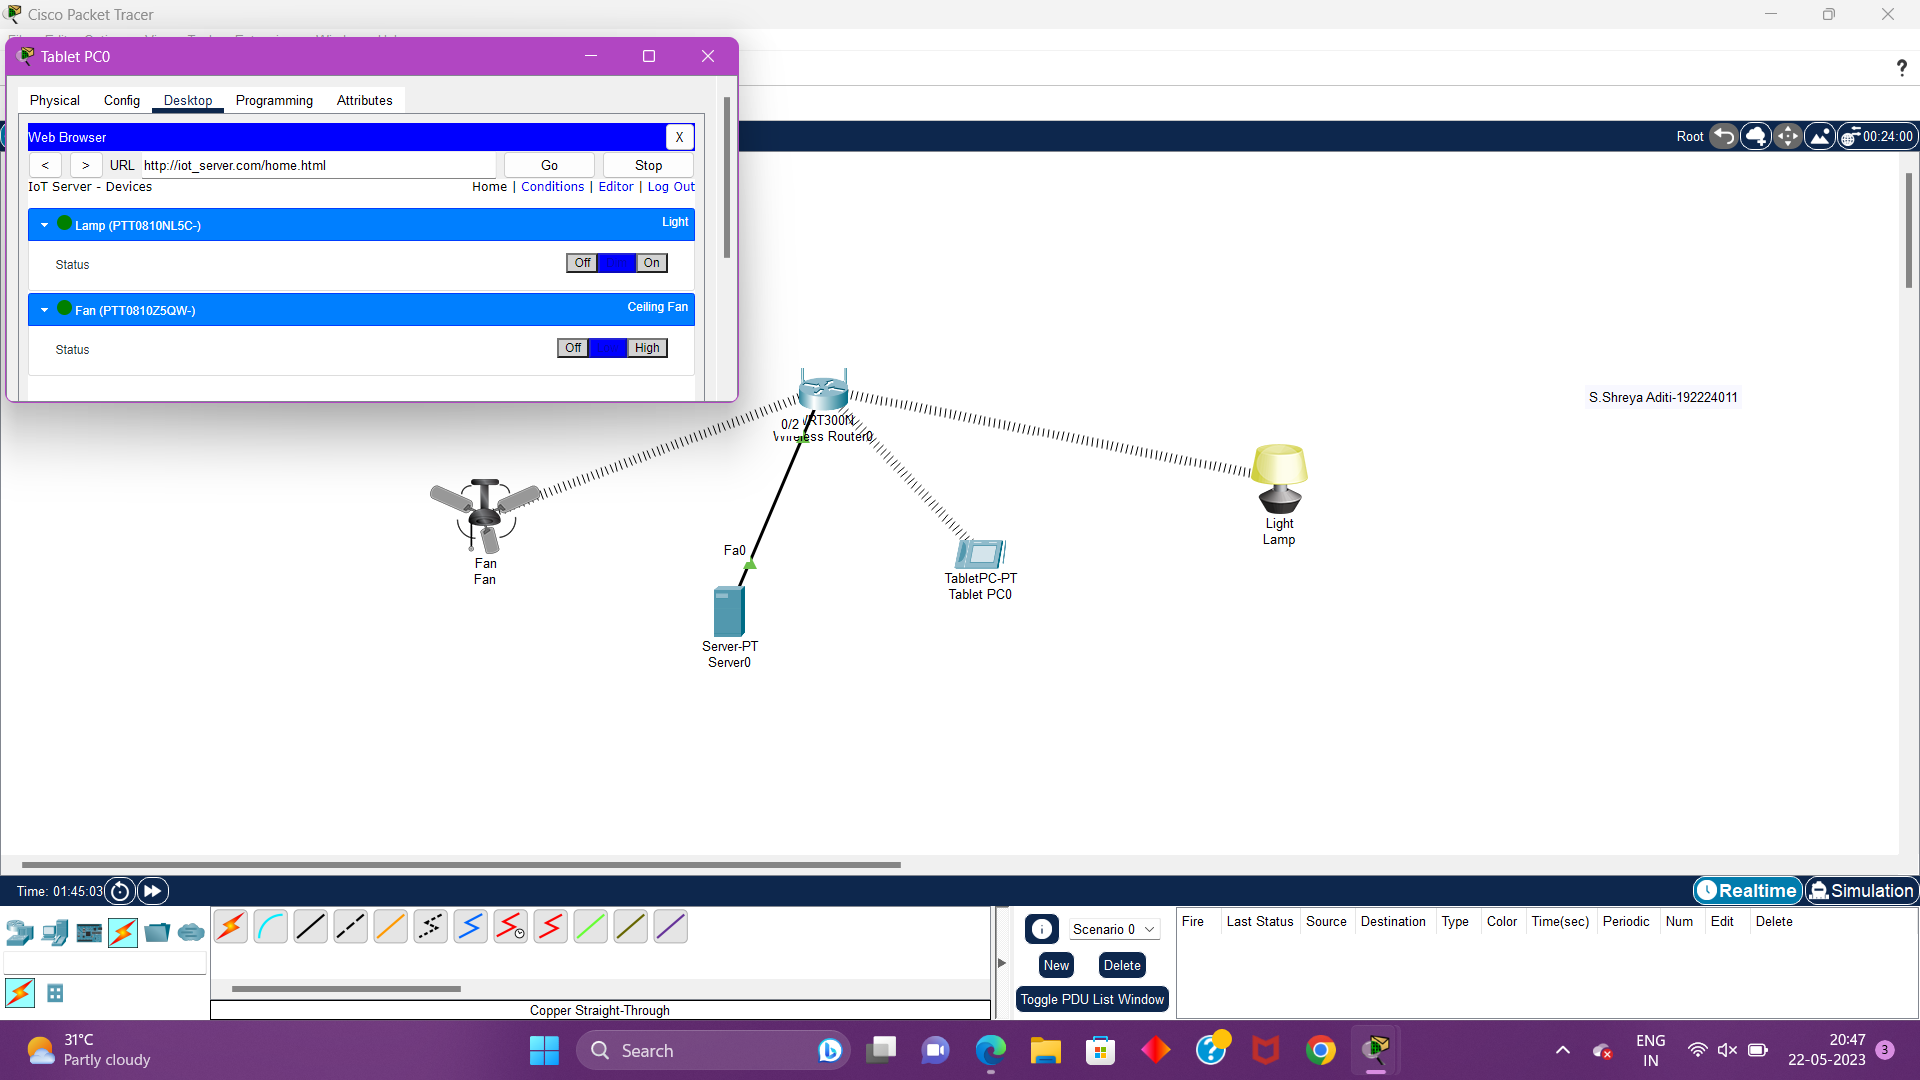 Cisco Packet Tracer
Tablet PC0
Physical Config Desktop Programming Attributes
Web Browser X
< > URL http://iot_server.com/home.html Go Stop
IoT Server - Devices Home | Conditions | Editor | Log Out
Lamp (PTT0810NL5C-) Light
Status Off On
Fan (PTT0810Z5QW-) Ceiling Fan
Status Off High
?
Root 00:24:00
S.Shreya Aditi-192224011
0/2 WRT300N
Wireless Router0
Fan
Fan
Fa0
Server-PT
Server0
TabletPC-PT
Tablet PC0
Light
Lamp
Time: 01:45:03 Realtime Simulation
Copper Straight-Through
Scenario 0
New Delete
Toggle PDU List Window
Fire Last Status Source Destination Type Color Time(sec) Periodic Num Edit Delete
31°C
Partly cloudy
Search
ENG
IN
20:47
22-05-2023
3